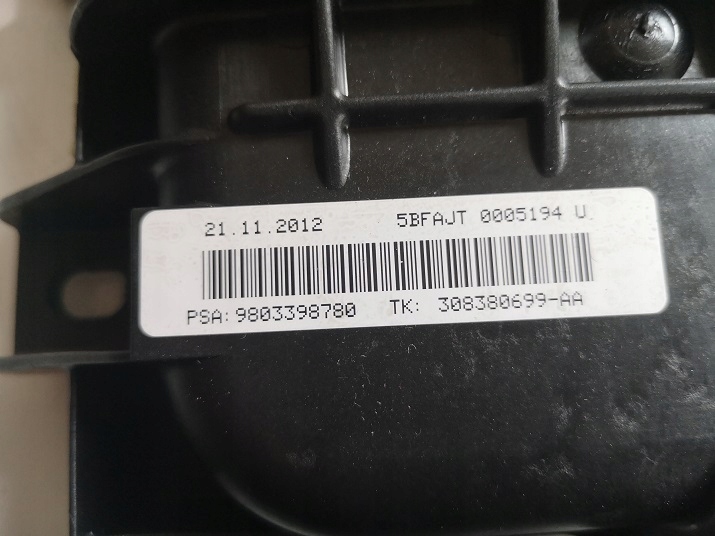 21.11.2012 5BFAJT 0005194 U
PSA:9803398780 TK: 308380699-AA